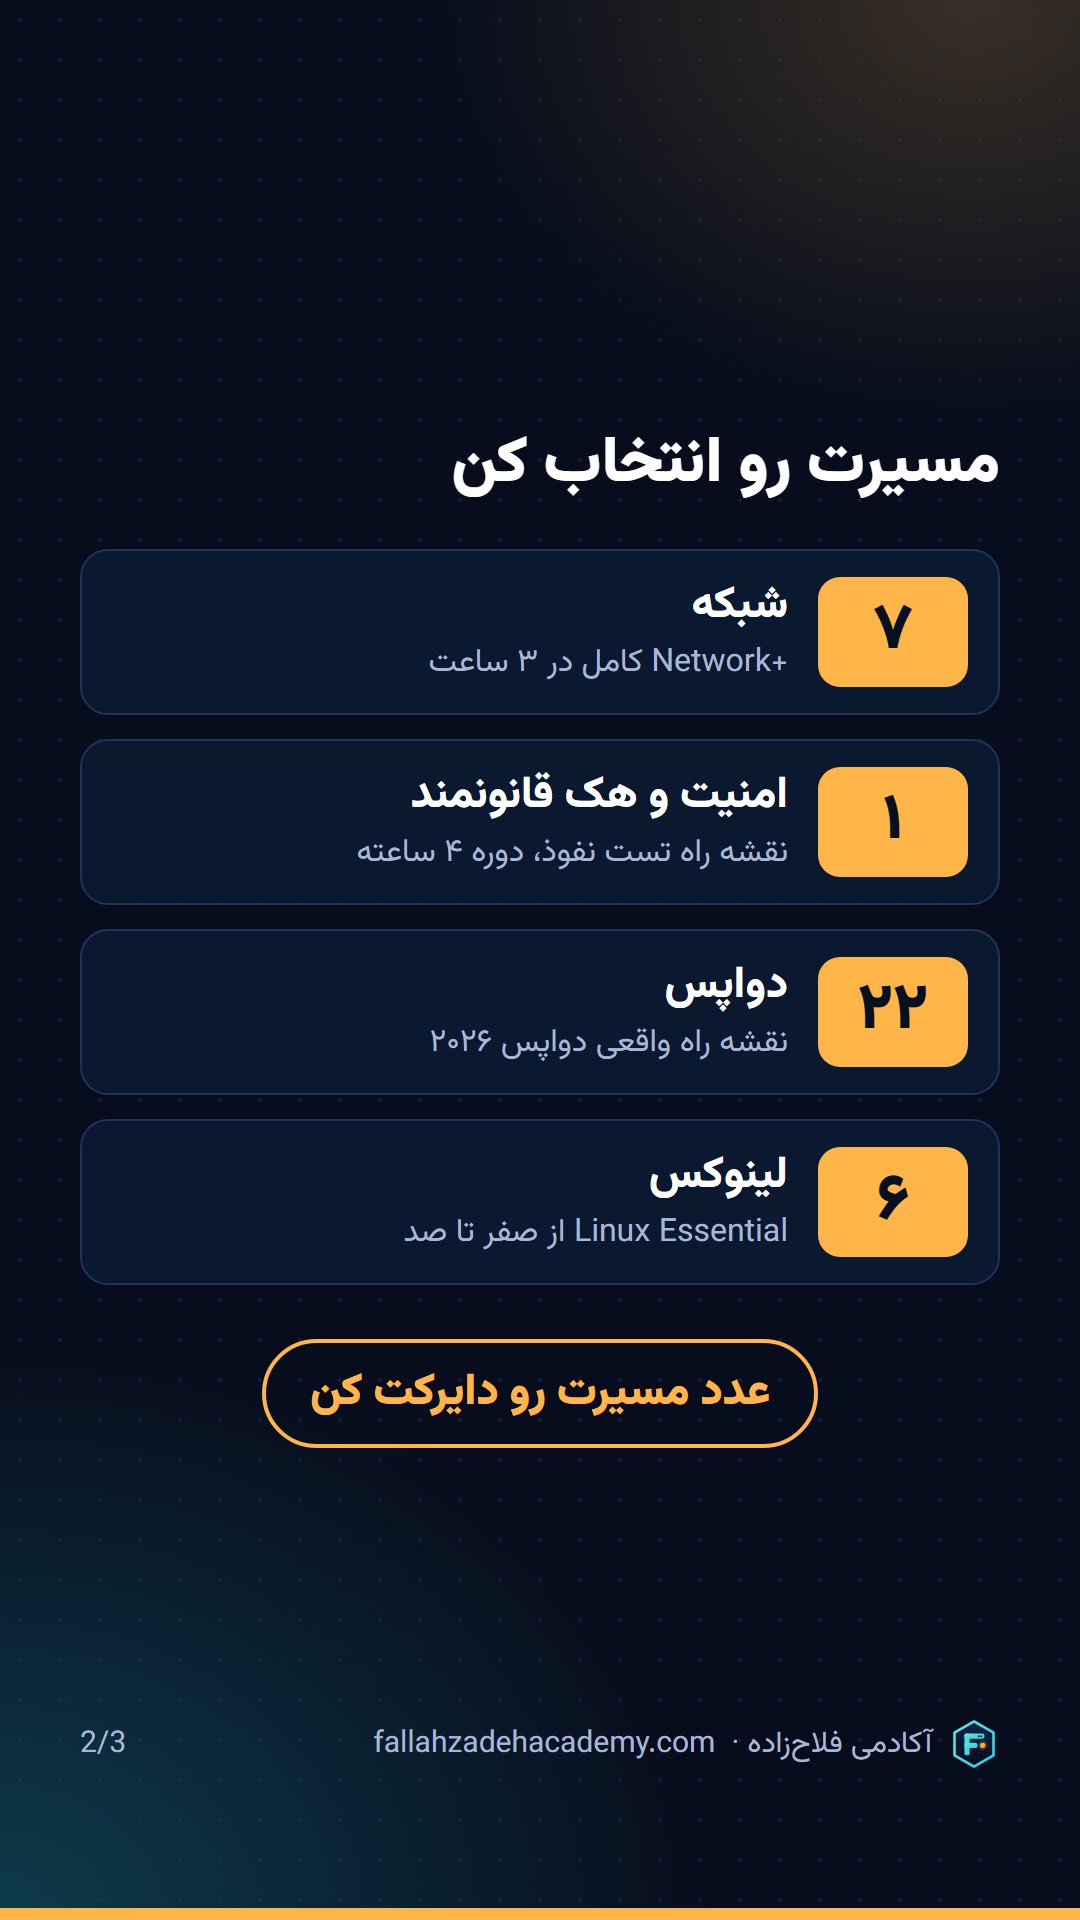 مسیرت رو انتخاب کن
۷
شبکه
Network+ کامل در ۳ ساعت
۱
امنیت و هک قانونمند
نقشه راه تست نفوذ، دوره ۴ ساعته
۲۲
دواپس
نقشه راه واقعی دواپس ۲۰۲۶
۶
لینوکس
Linux Essential از صفر تا صد
عدد مسیرت رو دایرکت کن
آکادمی فلاح‌زاده · fallahzadehacademy.com
2/3